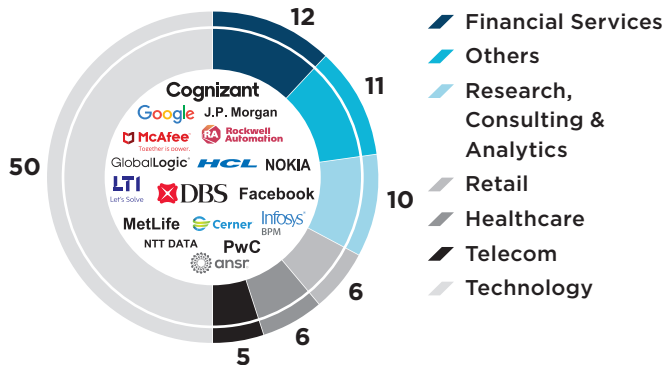 12
11
10
6
6
5
50
Cognizant
Google J.P. Morgan
McAfee™
Together is power.
RA Rockwell
Automation
GlobalLogic® HCL NOKIA
LTI
Let's Solve
DBS Facebook
MetLife Cerner Infosys®
BPM
NTT DATA PwC
ansr
Financial Services
Others
Research,
Consulting &
Analytics
Retail
Healthcare
Telecom
Technology